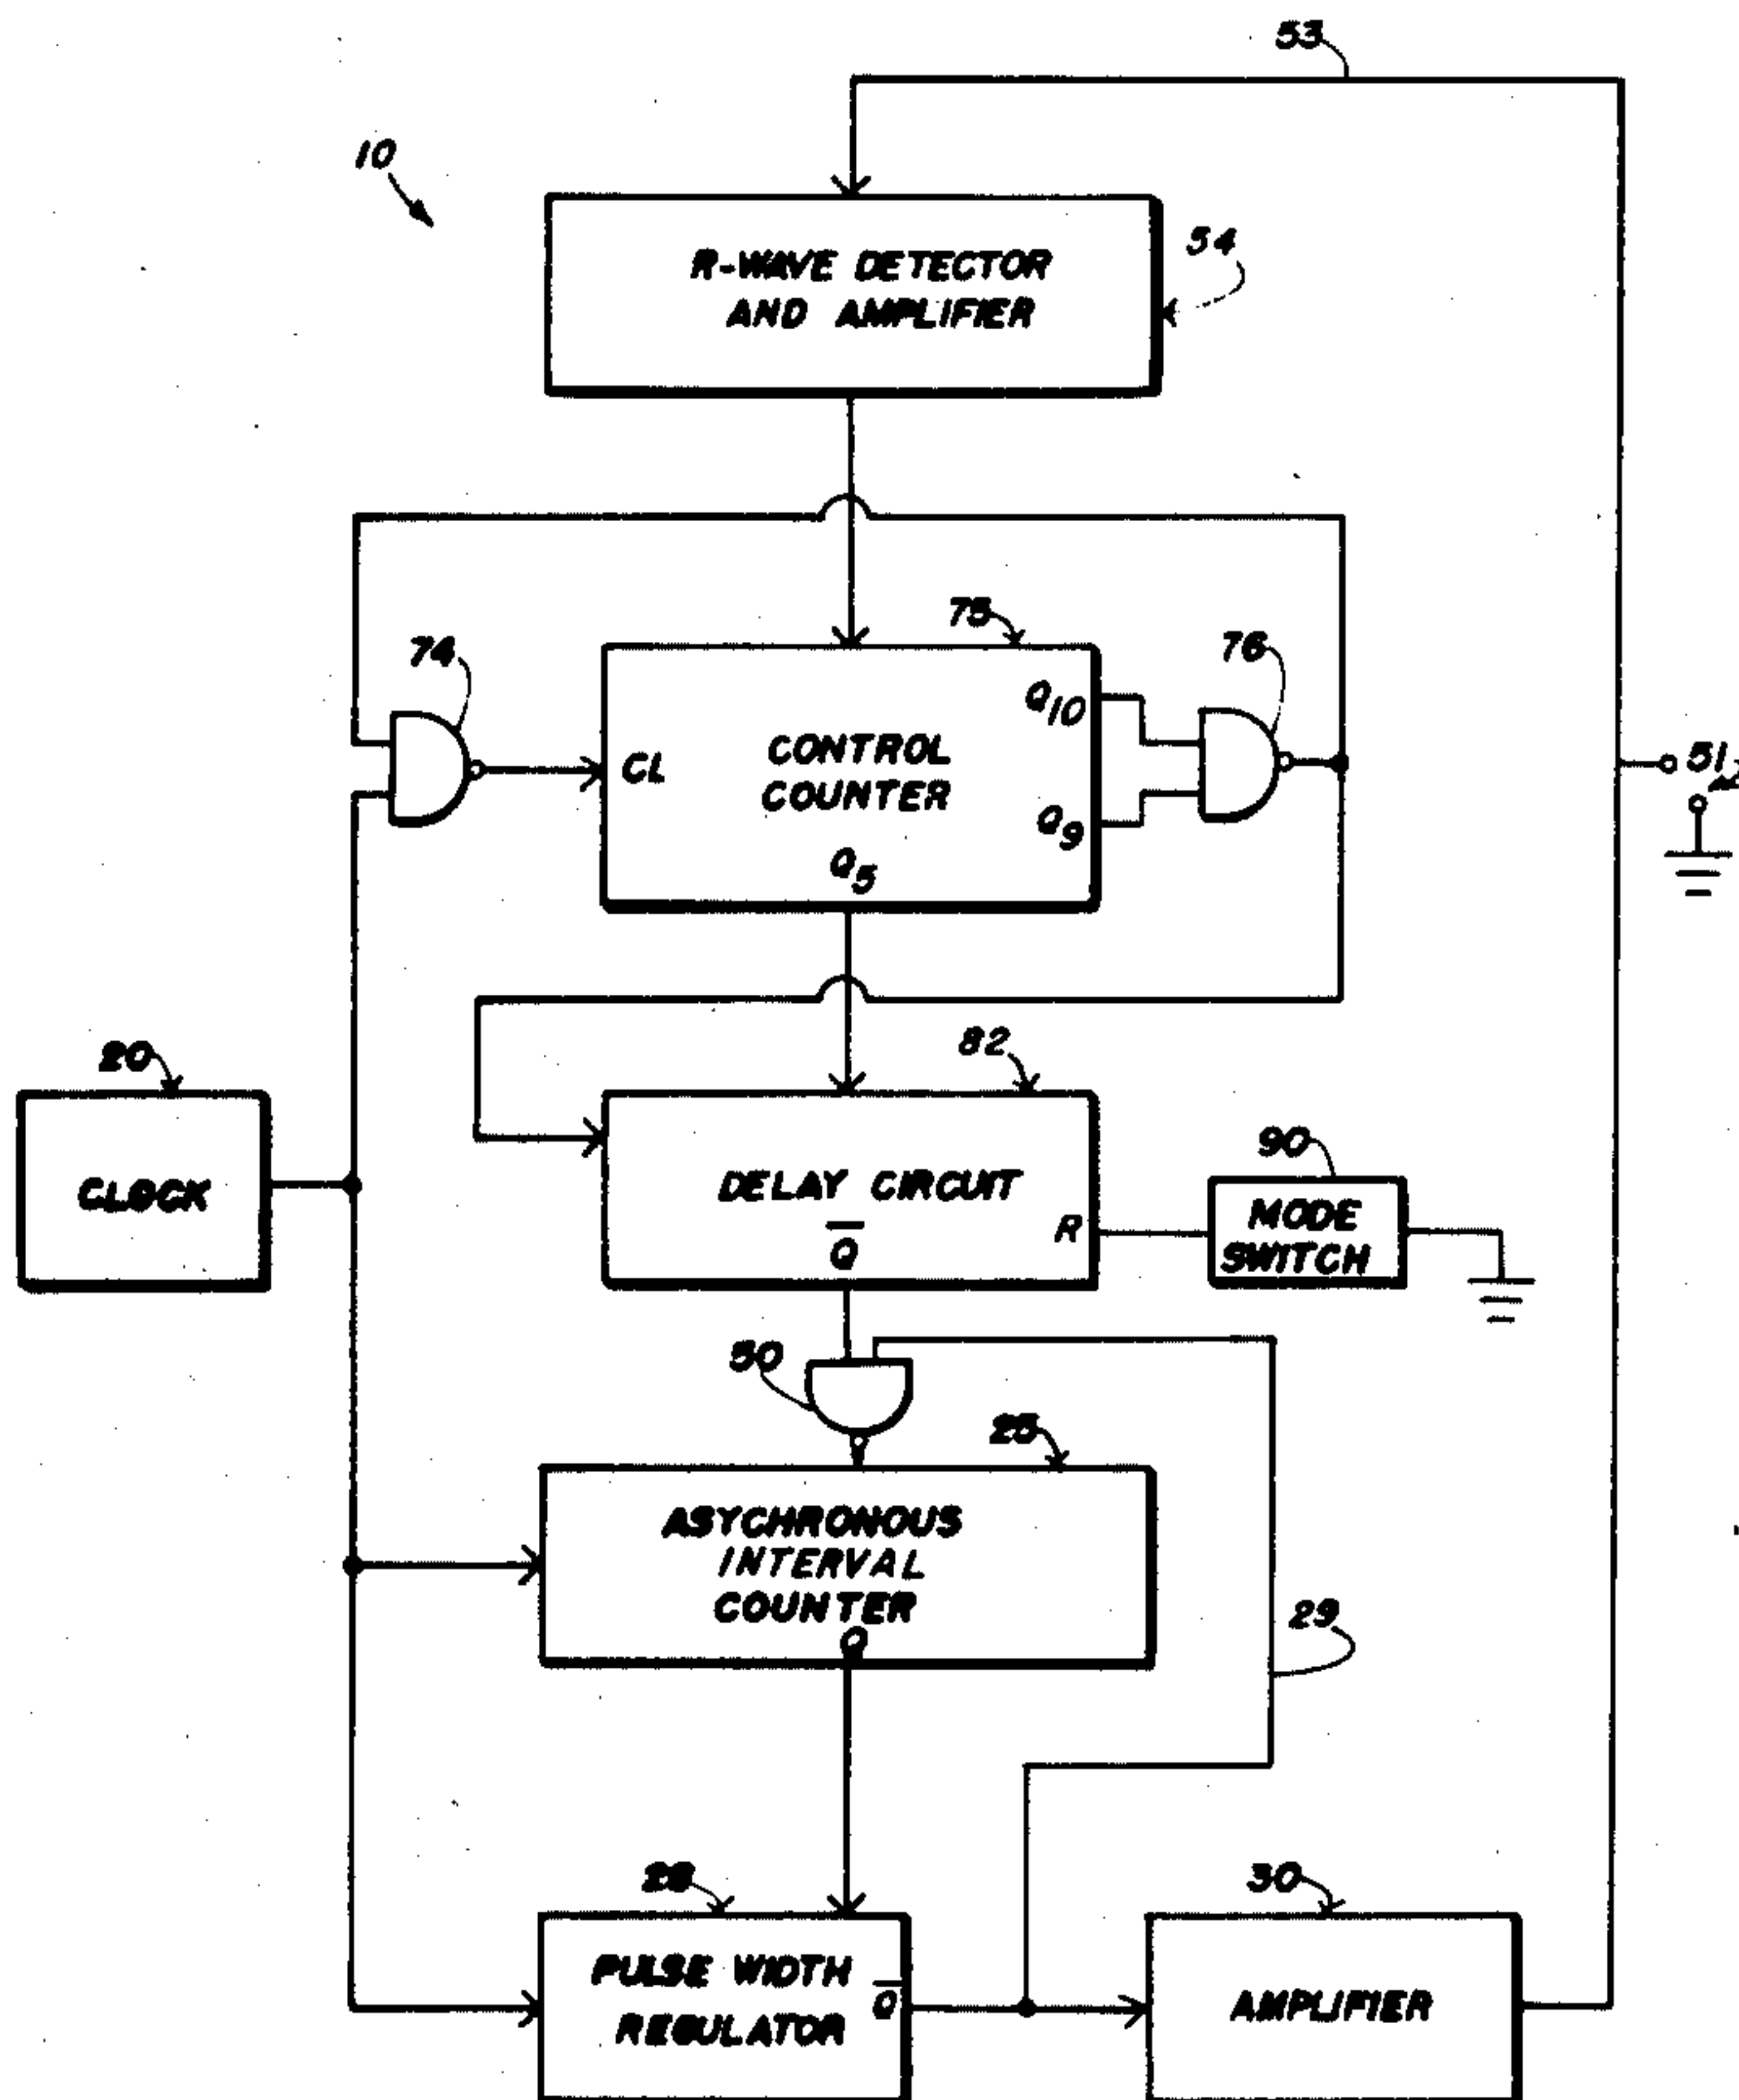 53
10
R-WAVE DETECTOR
AND AMPLIFIER
54
74
75
76
CL
CONTROL
COUNTER
Q10
Q9
Q5
51
20
CLOCK
82
DELAY CIRCUIT
Q̅
R
90
MODE
SWITCH
50
25
ASYCHRONOUS
INTERVAL
COUNTER
Q
29
28
PULSE WIDTH
REGULATOR
Q̅
30
AMPLIFIER